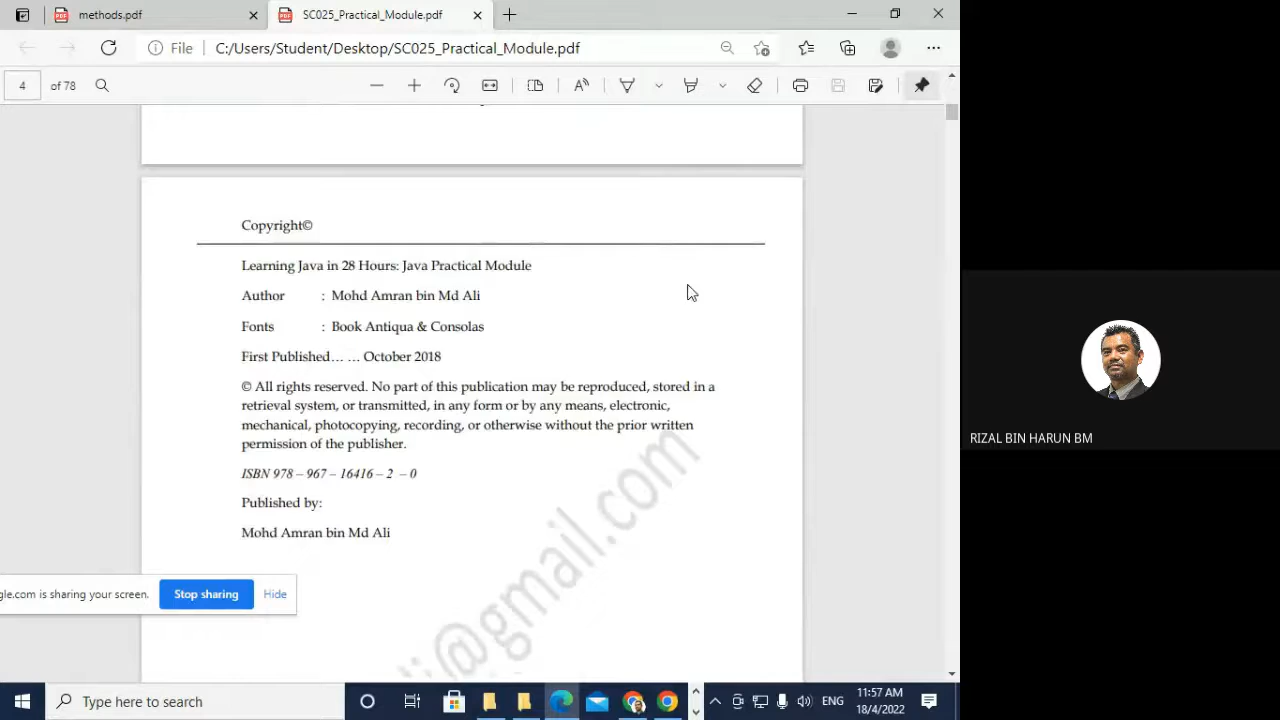 methods.pdf
SC025_Practical_Module.pdf
File
C:/Users/Student/Desktop/SC025_Practical_Module.pdf
4 of 78
Copyright©
Learning Java in 28 Hours: Java Practical Module
Author : Mohd Amran bin Md Ali
Fonts : Book Antiqua & Consolas
First Published… … October 2018
© All rights reserved. No part of this publication may be reproduced, stored in a
retrieval system, or transmitted, in any form or by any means, electronic,
mechanical, photocopying, recording, or otherwise without the prior written
permission of the publisher.
ISBN 978 – 967 – 16416 – 2 – 0
Published by:
Mohd Amran bin Md Ali
@gmail.com
gle.com is sharing your screen. Stop sharing Hide
RIZAL BIN HARUN BM
Type here to search
ENG
11:57 AM
18/4/2022